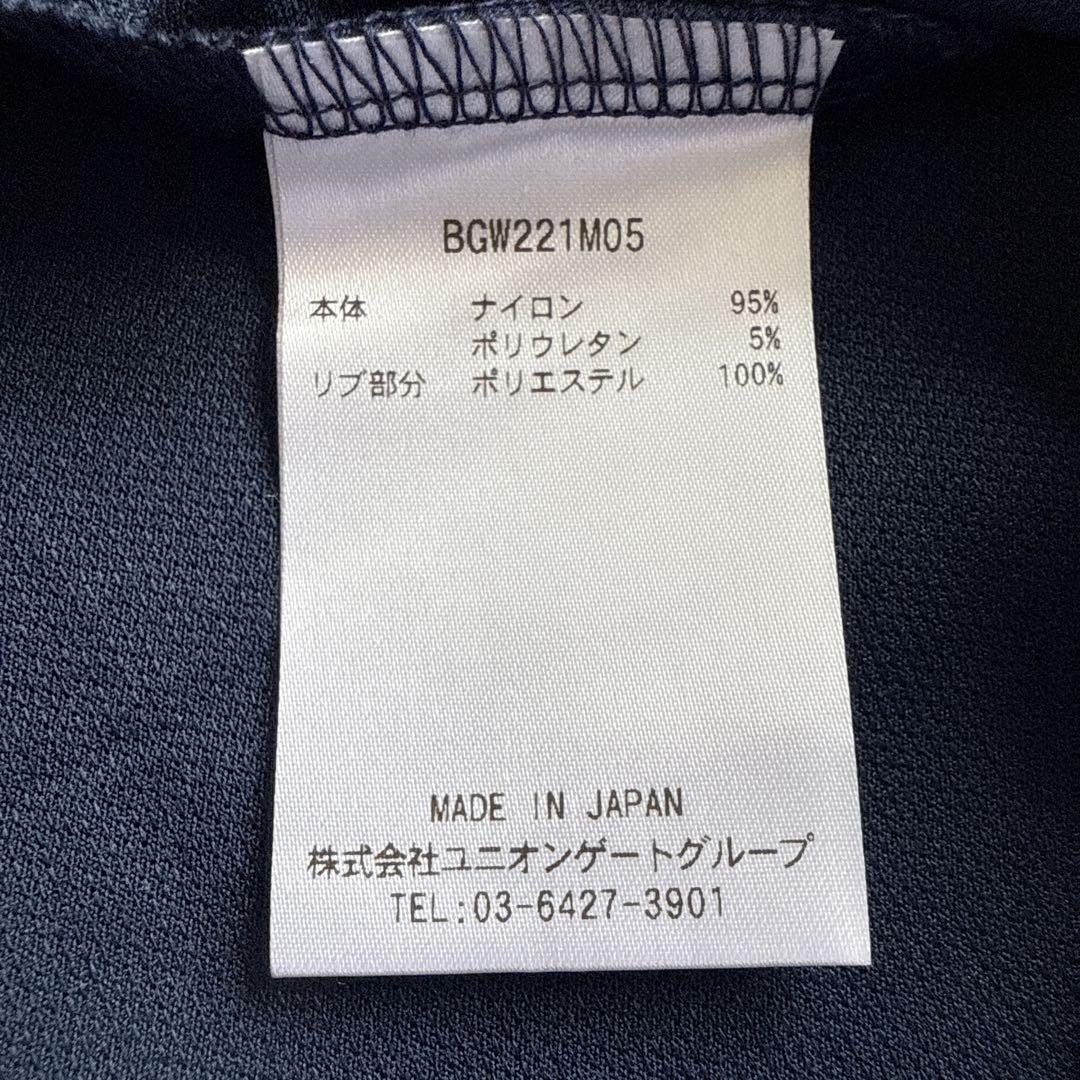 BGW221M05
本体 ナイロン 95%
ポリウレタン 5%
リブ部分 ポリエステル 100%
MADE IN JAPAN
株式会社ユニオンゲートグループ
TEL:03-6427-3901